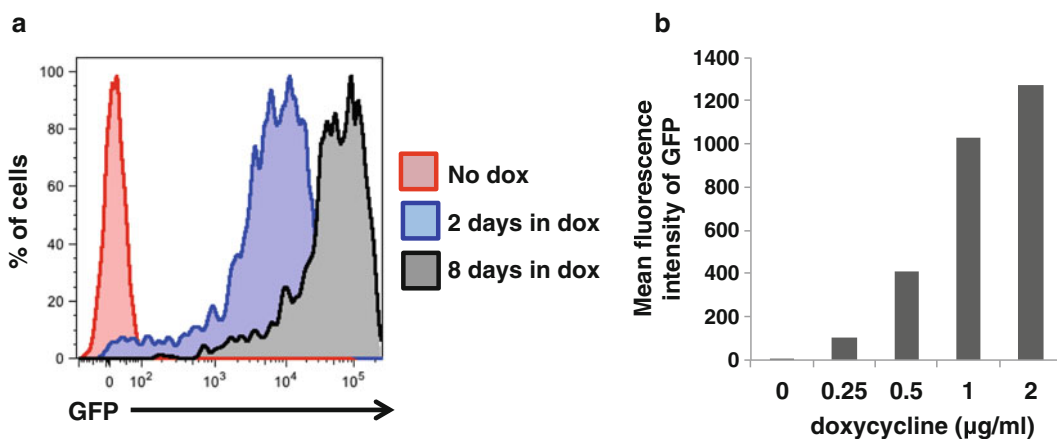 a
% of cells
100
80
60
40
20
0
0 10² 10³ 10⁴ 10⁵
GFP
No dox
2 days in dox
8 days in dox
b
Mean fluorescence
intensity of GFP
1400
1200
1000
800
600
400
200
0
0 0.25 0.5 1 2
doxycycline (µg/ml)